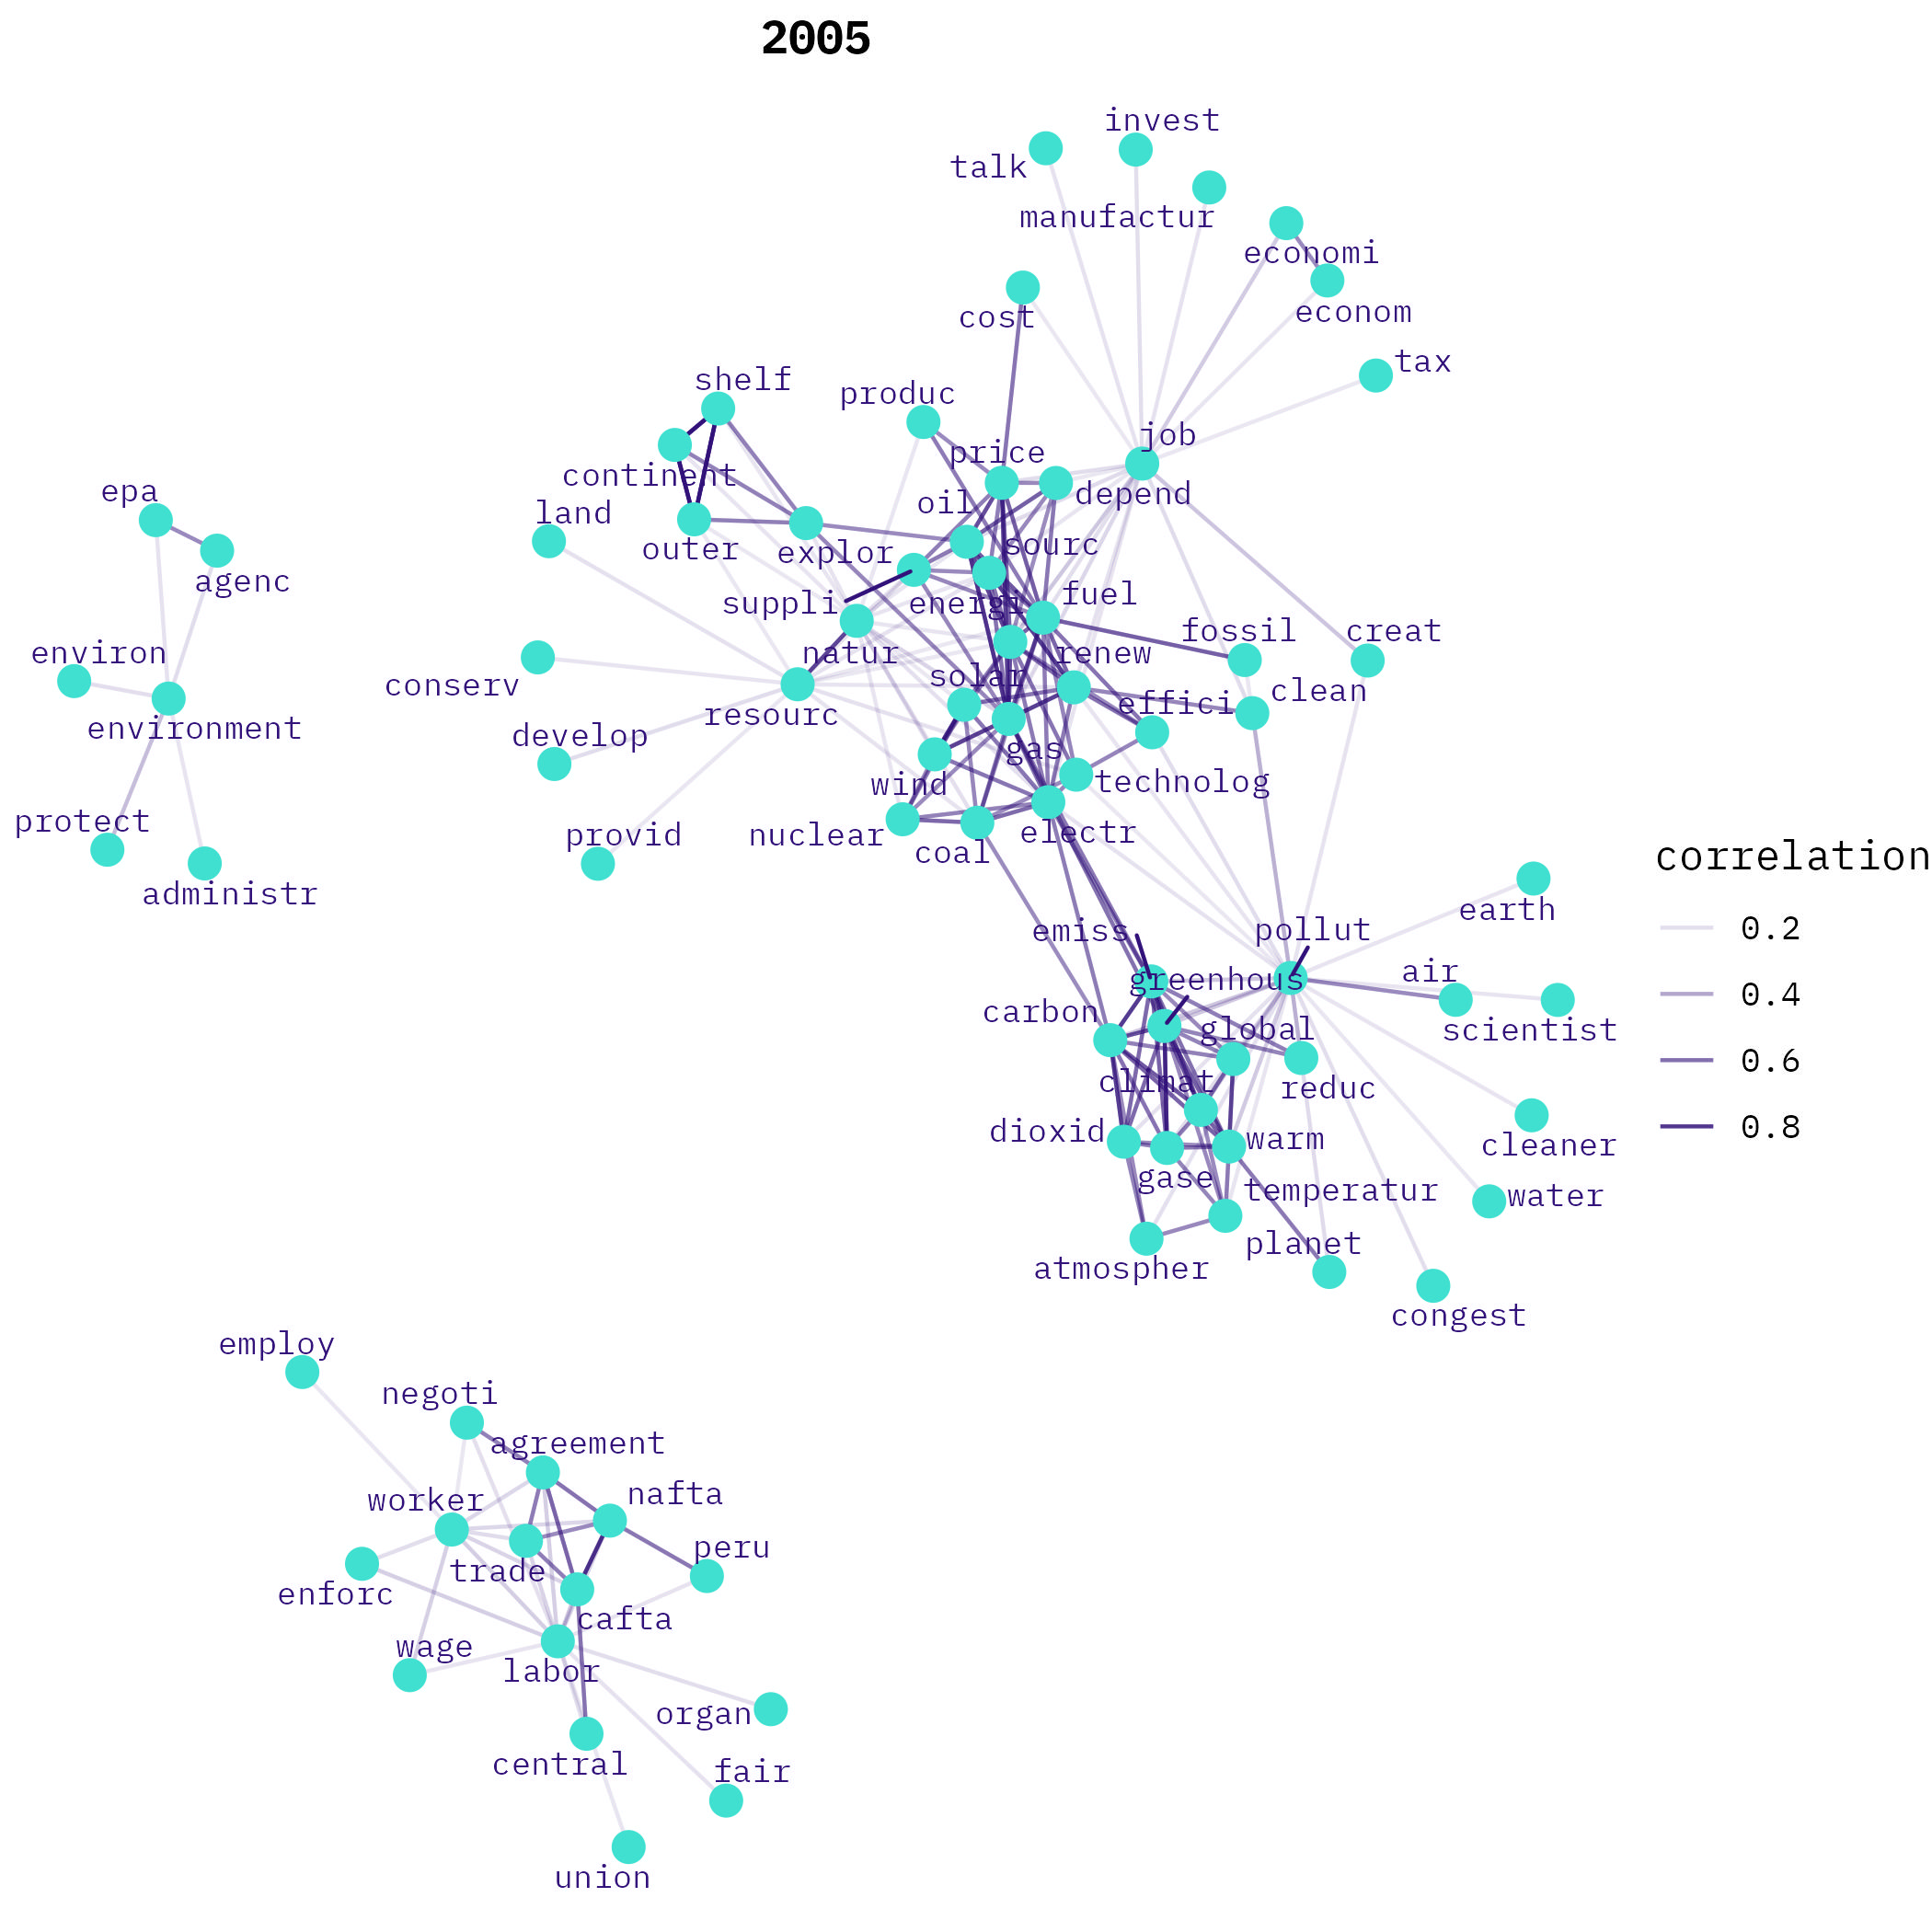 2005
invest
talk
manufactur
economi
cost
econom
tax
shelf
produc
job
price
continent
epa
oil
depend
land
outer
explor
sourc
agenc
suppli
energi
fuel
fossil
creat
environ
natur
renew
conserv
solar
effici
clean
resourc
environment
develop
gas
technolog
wind
protect
provid
nuclear
electr
coal
correlation
administr
earth
0.2
emiss
pollut
greenhous
air
0.4
carbon
global
scientist
0.6
climat
reduc
dioxid
warm
0.8
cleaner
gase
temperatur
water
planet
atmospher
congest
employ
negoti
agreement
worker
nafta
peru
trade
enforc
cafta
wage
labor
organ
central
fair
union